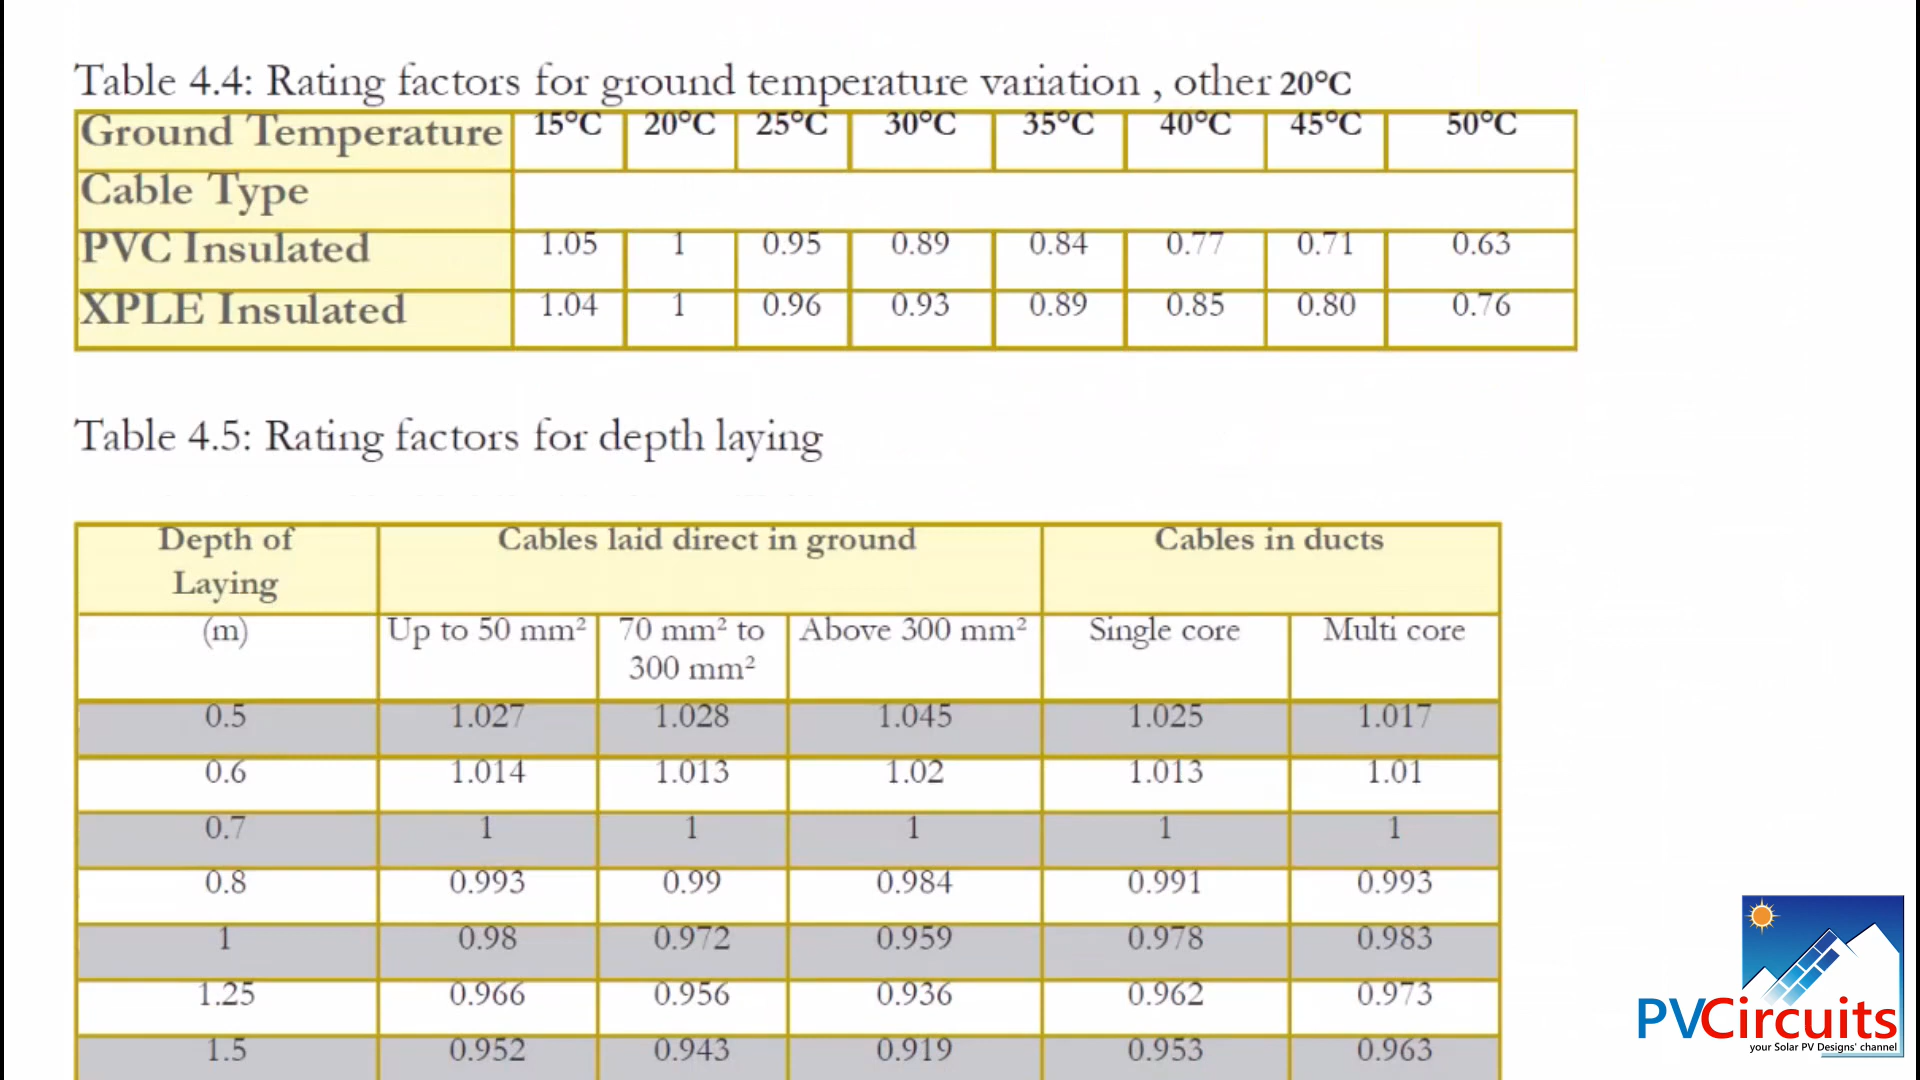 Table 4.4: Rating factors for ground temperature variation , other 20°C
Ground Temperature 15°C 20°C 25°C 30°C 35°C 40°C 45°C 50°C
Cable Type
PVC Insulated 1.05 1 0.95 0.89 0.84 0.77 0.71 0.63
XPLE Insulated 1.04 1 0.96 0.93 0.89 0.85 0.80 0.76
Table 4.5: Rating factors for depth laying
Depth of Laying Cables laid direct in ground Cables in ducts
(m) Up to 50 mm² 70 mm² to 300 mm² Above 300 mm² Single core Multi core
0.5 1.027 1.028 1.045 1.025 1.017
0.6 1.014 1.013 1.02 1.013 1.01
0.7 1 1 1 1 1
0.8 0.993 0.99 0.984 0.991 0.993
1 0.98 0.972 0.959 0.978 0.983
1.25 0.966 0.956 0.936 0.962 0.973
1.5 0.952 0.943 0.919 0.953 0.963
PVCircuits
your Solar PV Designs' channel